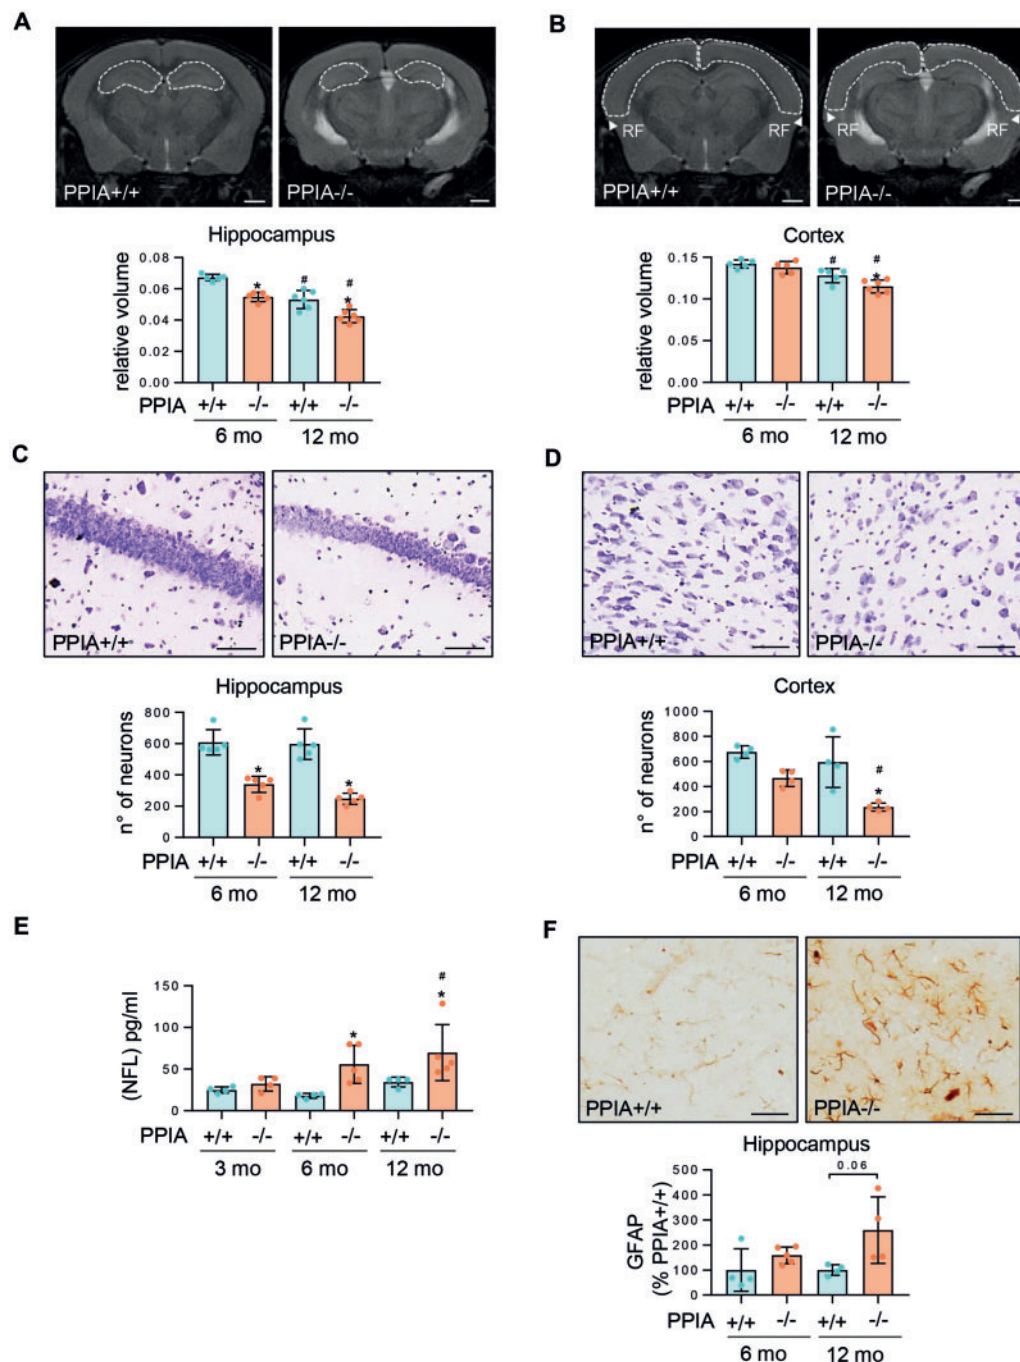 A
PPIA+/+
PPIA-/-
Hippocampus
relative volume
0.08
0.06
0.04
0.02
0.00
*
#
#
*
PPIA +/+ -/- +/+ -/-
6 mo 12 mo
B
RF RF
PPIA+/+
RF RF
PPIA-/-
Cortex
relative volume
0.15
0.10
0.05
0.00
#
#
*
PPIA +/+ -/- +/+ -/-
6 mo 12 mo
C
PPIA+/+
PPIA-/-
Hippocampus
n° of neurons
800
600
400
200
0
*
*
PPIA +/+ -/- +/+ -/-
6 mo 12 mo
D
PPIA+/+
PPIA-/-
Cortex
n° of neurons
1000
800
600
400
200
0
#
*
PPIA +/+ -/- +/+ -/-
6 mo 12 mo
E
(NFL) pg/ml
150
100
50
0
*
#
*
PPIA +/+ -/- +/+ -/- +/+ -/-
3 mo 6 mo 12 mo
F
PPIA+/+
PPIA-/-
Hippocampus
GFAP
(% PPIA+/+)
500
400
300
200
100
0
0.06
PPIA +/+ -/- +/+ -/-
6 mo 12 mo